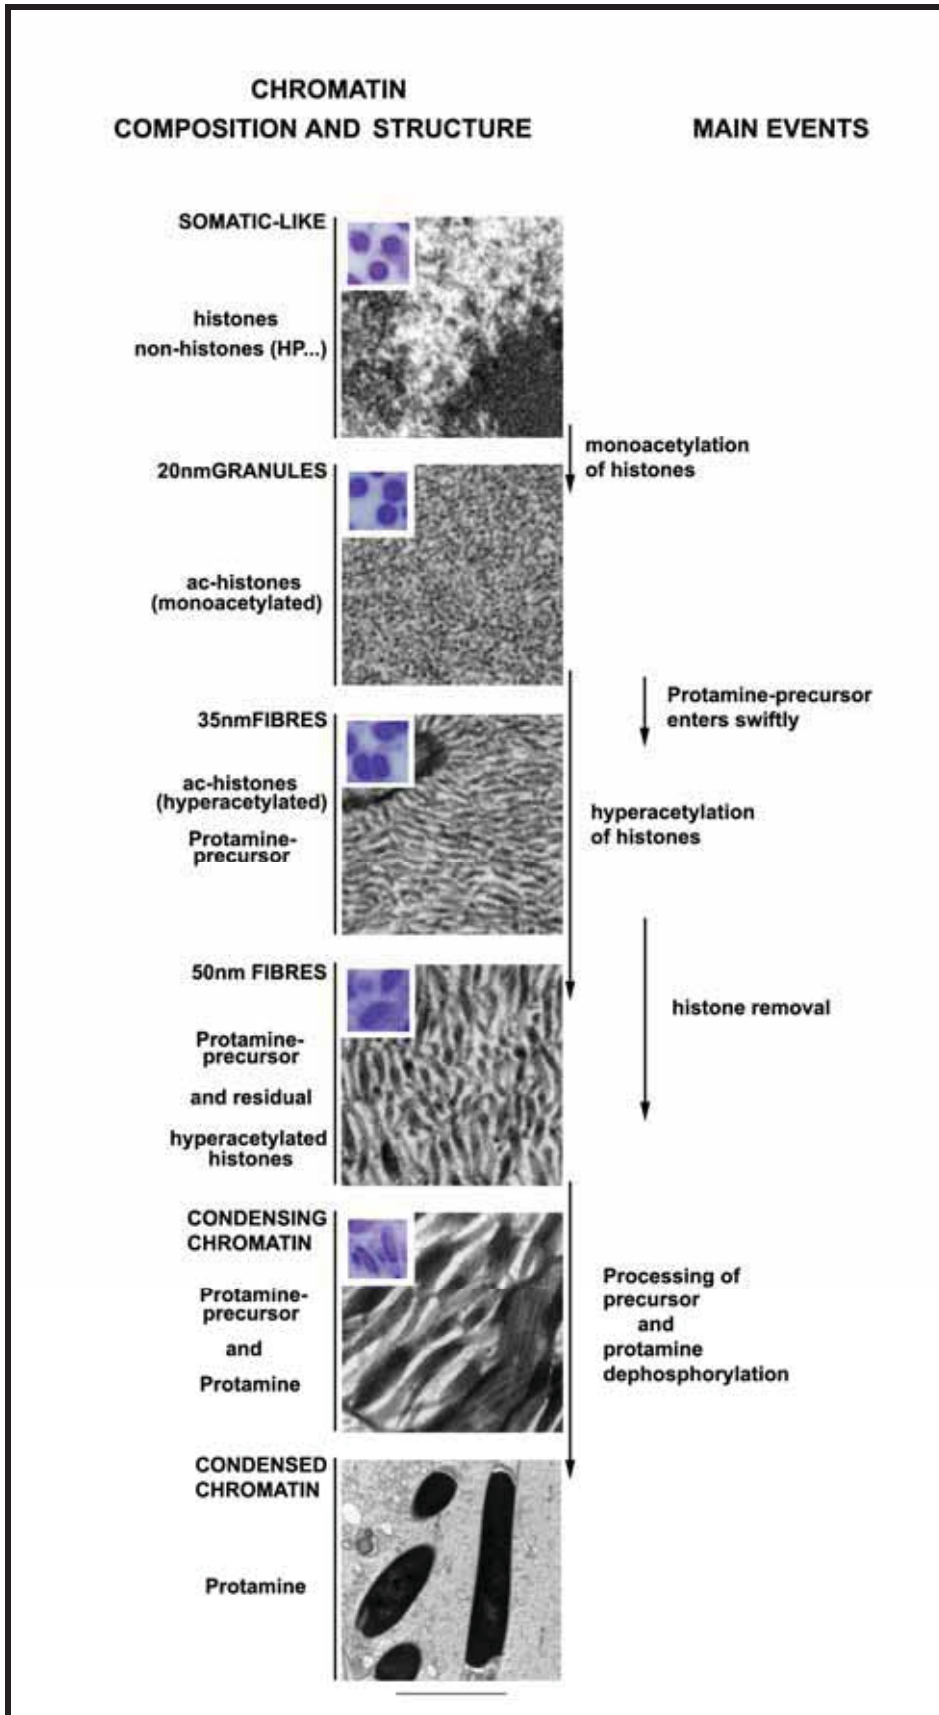 CHROMATIN
COMPOSITION AND STRUCTURE
MAIN EVENTS
SOMATIC-LIKE
histones
non-histones (HP...)
monoacetylation
of histones
20nmGRANULES
ac-histones
(monoacetylated)
Protamine-precursor
enters swiftly
35nmFIBRES
ac-histones
(hyperacetylated)
Protamine-
precursor
hyperacetylation
of histones
50nm FIBRES
Protamine-
precursor
and residual
hyperacetylated
histones
histone removal
CONDENSING
CHROMATIN
Protamine-
precursor
and
Protamine
Processing of
precursor
and
protamine
dephosphorylation
CONDENSED
CHROMATIN
Protamine